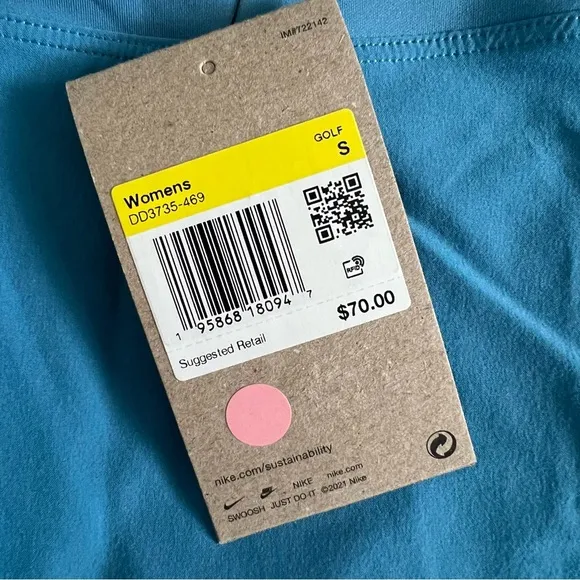 IM#722142
GOLF
S
Womens
DD3735-469
RFID
1 95868 18094 7
$70.00
Suggested Retail
nike.com/sustainability
NIKE nike.com
SWOOSH JUST DO IT ©2021 Nike